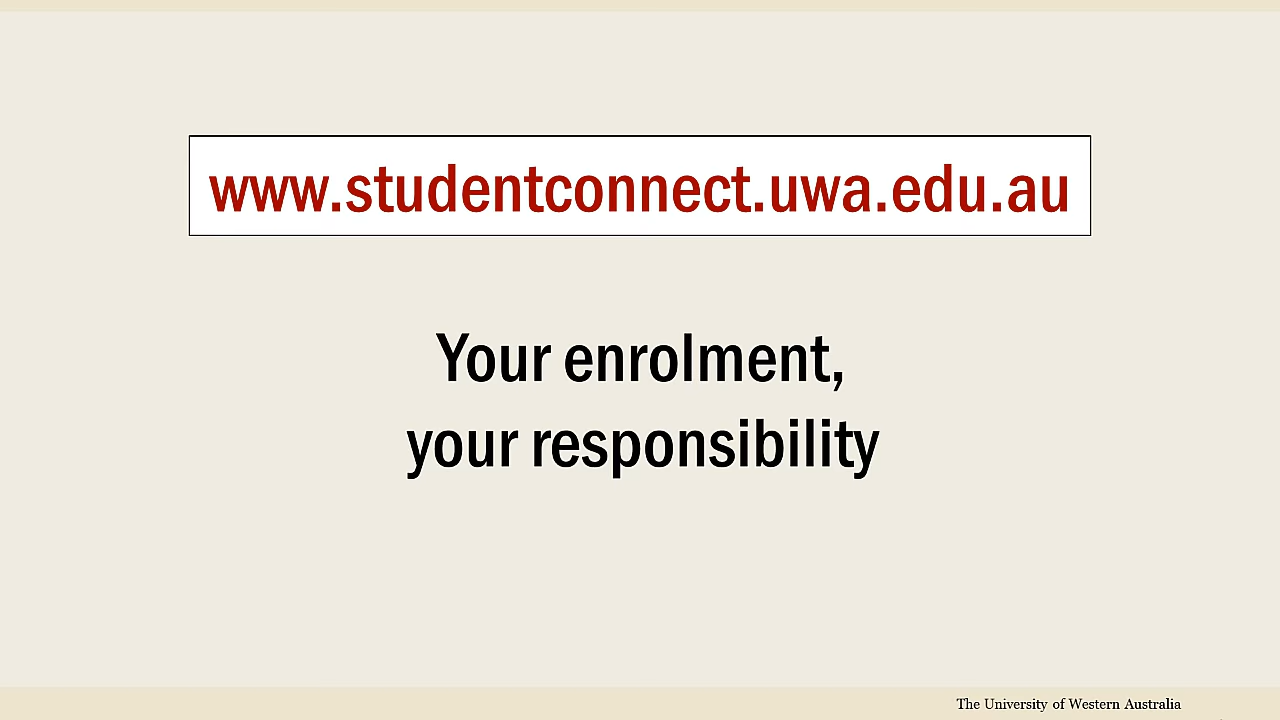 www.studentconnect.uwa.edu.au
Your enrolment,
your responsibility
The University of Western Australia